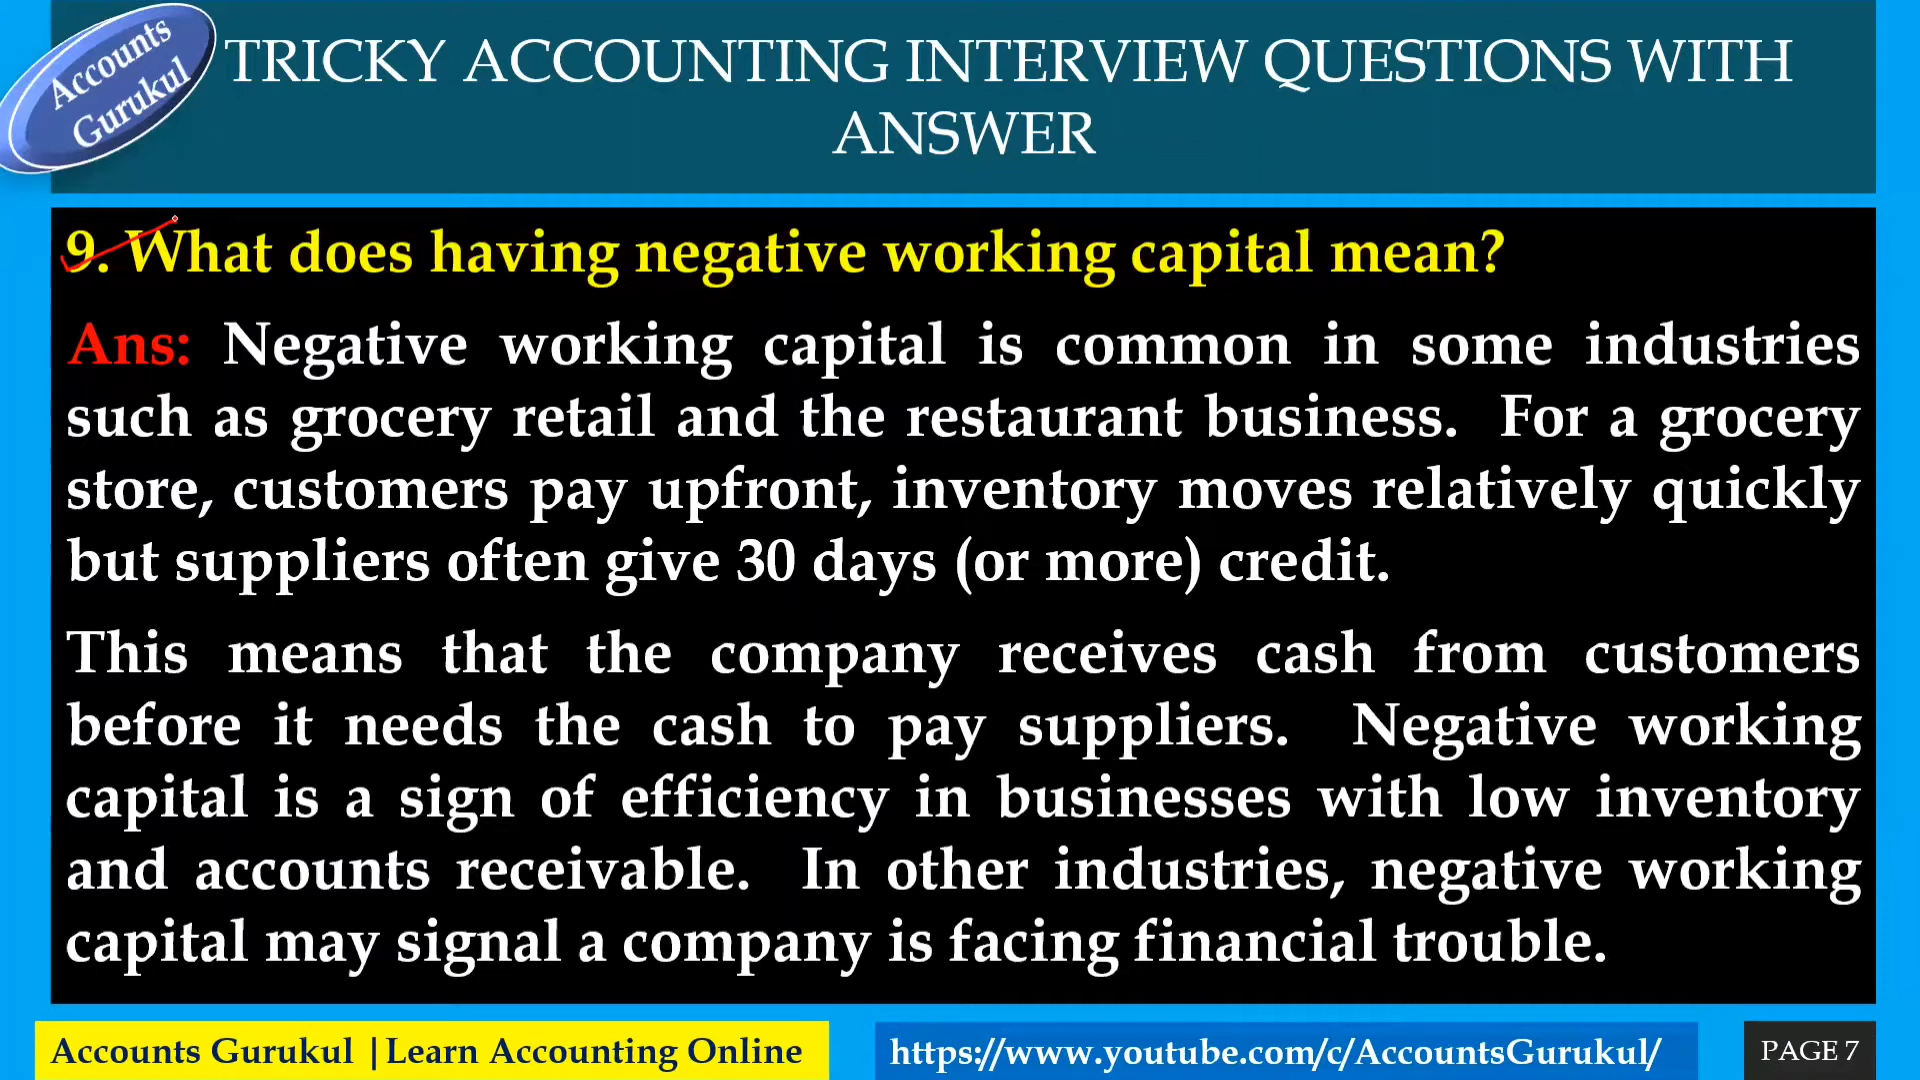 Accounts
Gurukul
TRICKY ACCOUNTING INTERVIEW QUESTIONS WITH
ANSWER
9. What does having negative working capital mean?
Ans: Negative working capital is common in some industries
such as grocery retail and the restaurant business. For a grocery
store, customers pay upfront, inventory moves relatively quickly
but suppliers often give 30 days (or more) credit.
This means that the company receives cash from customers
before it needs the cash to pay suppliers. Negative working
capital is a sign of efficiency in businesses with low inventory
and accounts receivable. In other industries, negative working
capital may signal a company is facing financial trouble.
Accounts Gurukul | Learn Accounting Online
https://www.youtube.com/c/AccountsGurukul/
PAGE 7